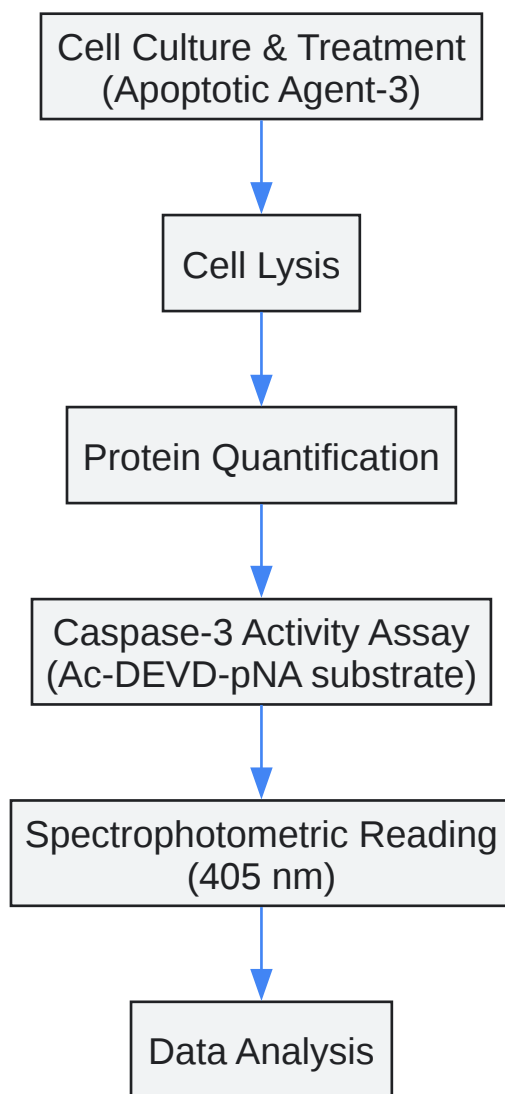 Cell Culture & Treatment
(Apoptotic Agent-3)
Cell Lysis
Protein Quantification
Caspase-3 Activity Assay
(Ac-DEVD-pNA substrate)
Spectrophotometric Reading
(405 nm)
Data Analysis